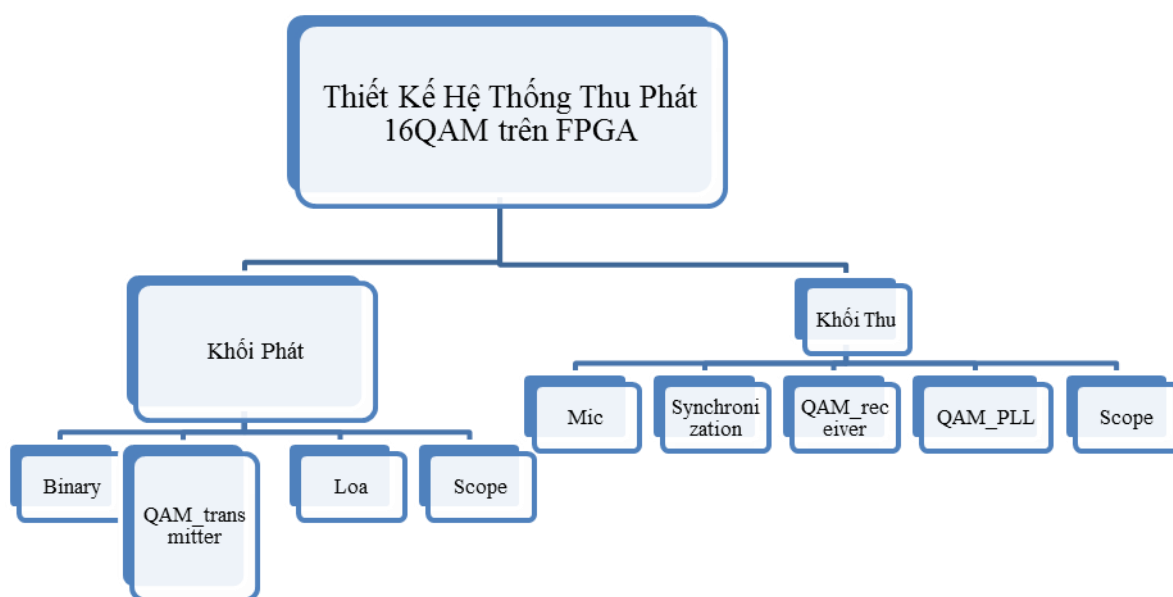 Thiết Kế Hệ Thống Thu Phát
16QAM trên FPGA
Khối Phát
Khối Thu
Binary
QAM_trans
mitter
Loa
Scope
Mic
Synchroni
zation
QAM_rec
eiver
QAM_PLL
Scope